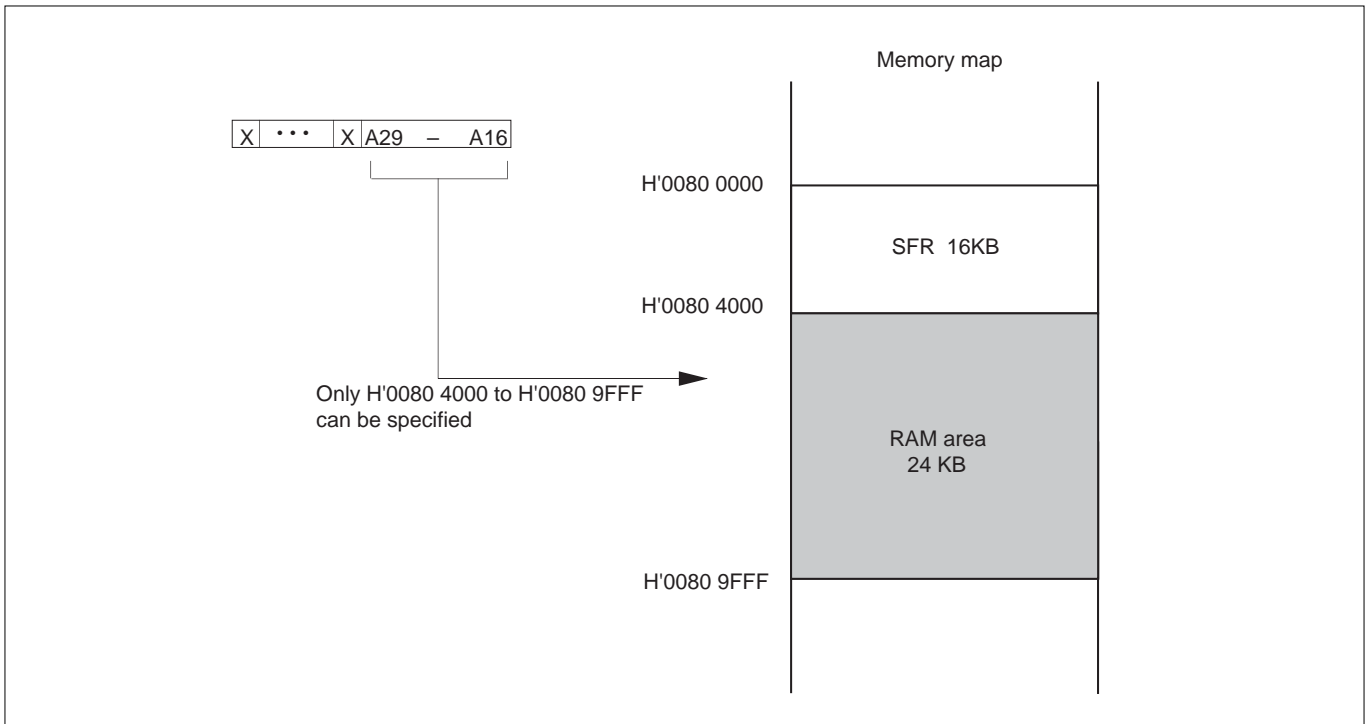 Memory map
X ••• X A29 – A16
H'0080 0000
SFR 16KB
H'0080 4000
Only H'0080 4000 to H'0080 9FFF
can be specified
RAM area
24 KB
H'0080 9FFF